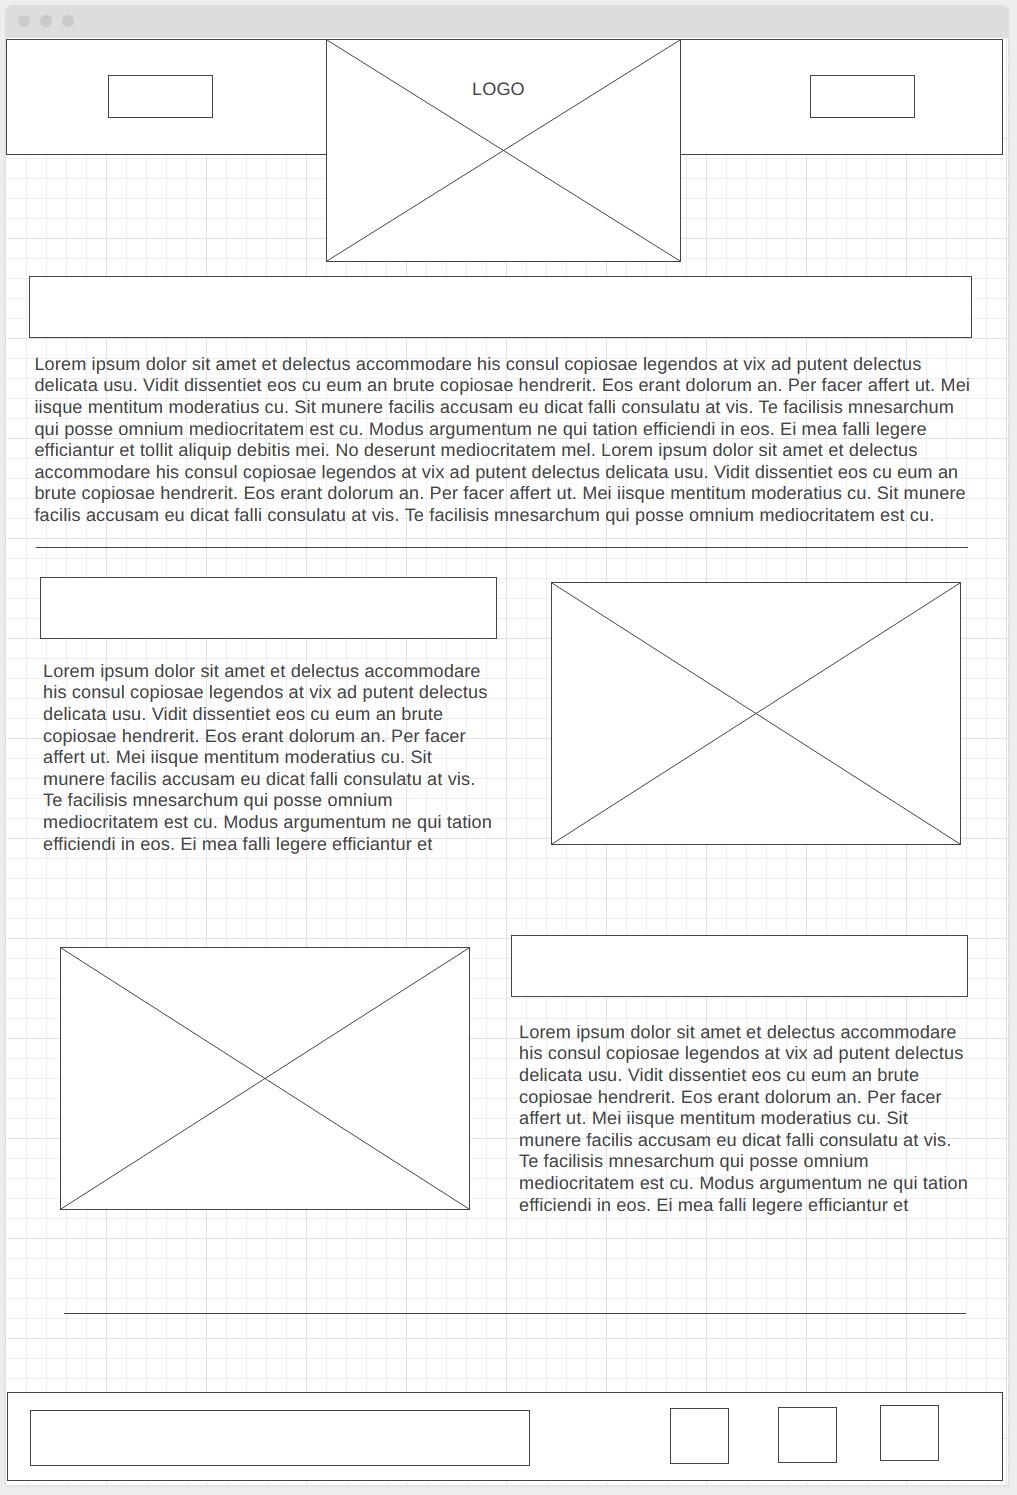 LOGO
Lorem ipsum dolor sit amet et delectus accommodare his consul copiosae legendos at vix ad putent delectus
delicata usu. Vidit dissentiet eos cu eum an brute copiosae hendrerit. Eos erant dolorum an. Per facer affert ut. Mei
iisque mentitum moderatius cu. Sit munere facilis accusam eu dicat falli consulatu at vis. Te facilisis mnesarchum
qui posse omnium mediocritatem est cu. Modus argumentum ne qui tation efficiendi in eos. Ei mea falli legere
efficiantur et tollit aliquip debitis mei. No deserunt mediocritatem mel. Lorem ipsum dolor sit amet et delectus
accommodare his consul copiosae legendos at vix ad putent delectus delicata usu. Vidit dissentiet eos cu eum an
brute copiosae hendrerit. Eos erant dolorum an. Per facer affert ut. Mei iisque mentitum moderatius cu. Sit munere
facilis accusam eu dicat falli consulatu at vis. Te facilisis mnesarchum qui posse omnium mediocritatem est cu.
Lorem ipsum dolor sit amet et delectus accommodare
his consul copiosae legendos at vix ad putent delectus
delicata usu. Vidit dissentiet eos cu eum an brute
copiosae hendrerit. Eos erant dolorum an. Per facer
affert ut. Mei iisque mentitum moderatius cu. Sit
munere facilis accusam eu dicat falli consulatu at vis.
Te facilisis mnesarchum qui posse omnium
mediocritatem est cu. Modus argumentum ne qui tation
efficiendi in eos. Ei mea falli legere efficiantur et
Lorem ipsum dolor sit amet et delectus accommodare
his consul copiosae legendos at vix ad putent delectus
delicata usu. Vidit dissentiet eos cu eum an brute
copiosae hendrerit. Eos erant dolorum an. Per facer
affert ut. Mei iisque mentitum moderatius cu. Sit
munere facilis accusam eu dicat falli consulatu at vis.
Te facilisis mnesarchum qui posse omnium
mediocritatem est cu. Modus argumentum ne qui tation
efficiendi in eos. Ei mea falli legere efficiantur et